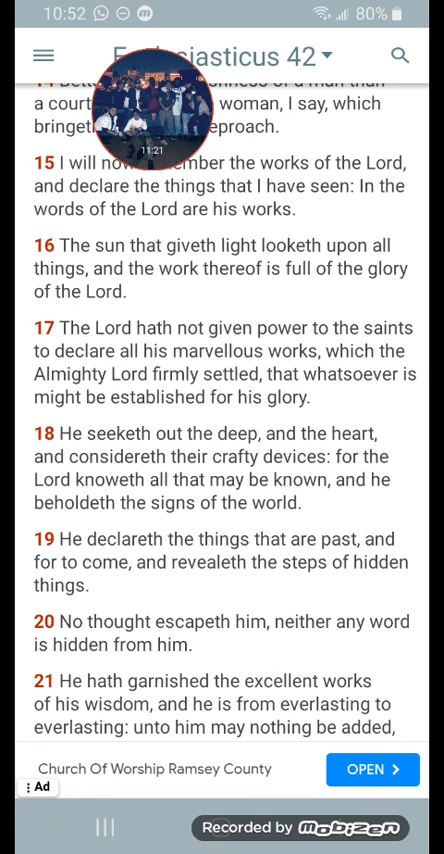 10:52
80%
siasticus 42
a court woman, I say, which
eproach.
15 I will now mber the works of the Lord,
and declare the things that I have seen: In the
words of the Lord are his works.
11:21
16 The sun that giveth light looketh upon all
things, and the work thereof is full of the glory
of the Lord.
17 The Lord hath not given power to the saints
to declare all his marvellous works, which the
Almighty Lord firmly settled, that whatsoever is
might be established for his glory.
18 He seeketh out the deep, and the heart,
and considereth their crafty devices: for the
Lord knoweth all that may be known, and he
beholdeth the signs of the world.
19 He declareth the things that are past, and
for to come, and revealeth the steps of hidden
things.
20 No thought escapeth him, neither any word
is hidden from him.
21 He hath garnished the excellent works
of his wisdom, and he is from everlasting to
everlasting: unto him may nothing be added,
Church Of Worship Ramsey County
OPEN >
Ad
Recorded by mobizen